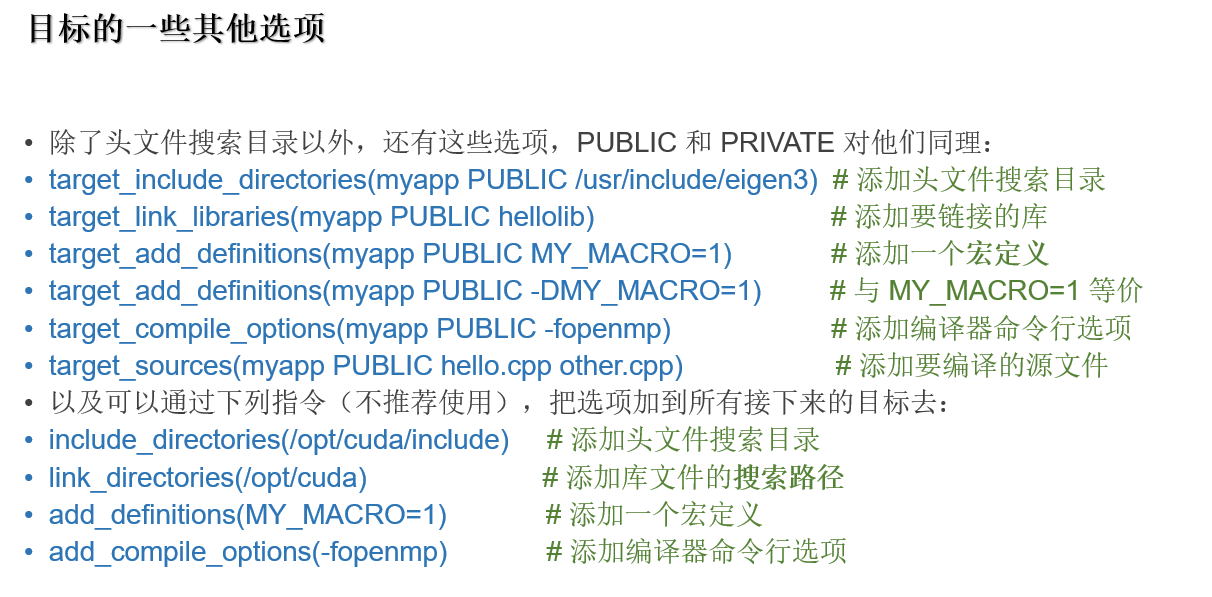 目标的一些其他选项
• 除了头文件搜索目录以外，还有这些选项，PUBLIC 和 PRIVATE 对他们同理：
• target_include_directories(myapp PUBLIC /usr/include/eigen3) # 添加头文件搜索目录
• target_link_libraries(myapp PUBLIC hellolib) # 添加要链接的库
• target_add_definitions(myapp PUBLIC MY_MACRO=1) # 添加一个宏定义
• target_add_definitions(myapp PUBLIC -DMY_MACRO=1) # 与 MY_MACRO=1 等价
• target_compile_options(myapp PUBLIC -fopenmp) # 添加编译器命令行选项
• target_sources(myapp PUBLIC hello.cpp other.cpp) # 添加要编译的源文件
• 以及可以通过下列指令（不推荐使用），把选项加到所有接下来的目标去：
• include_directories(/opt/cuda/include) # 添加头文件搜索目录
• link_directories(/opt/cuda) # 添加库文件的搜索路径
• add_definitions(MY_MACRO=1) # 添加一个宏定义
• add_compile_options(-fopenmp) # 添加编译器命令行选项